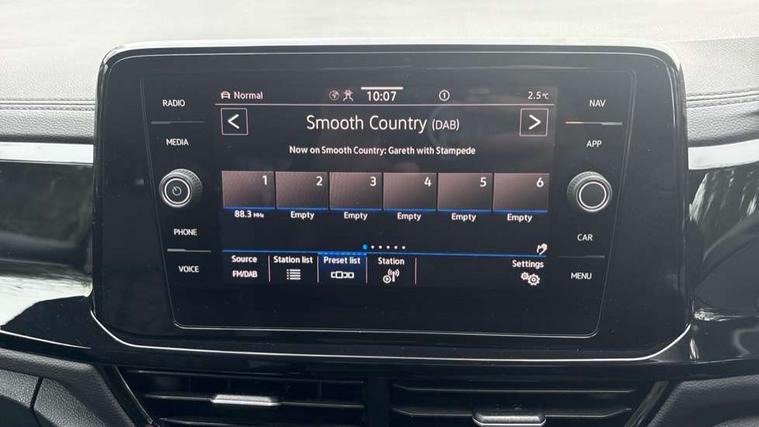 RADIO
MEDIA
PHONE
VOICE
Normal 10:07 1 2.5°C
Smooth Country (DAB)
Now on Smooth Country: Gareth with Stampede
1 2 3 4 5 6
88.3 MHz Empty Empty Empty Empty Empty
Source Station list Preset list Station Settings
FM/DAB
NAV
APP
CAR
MENU